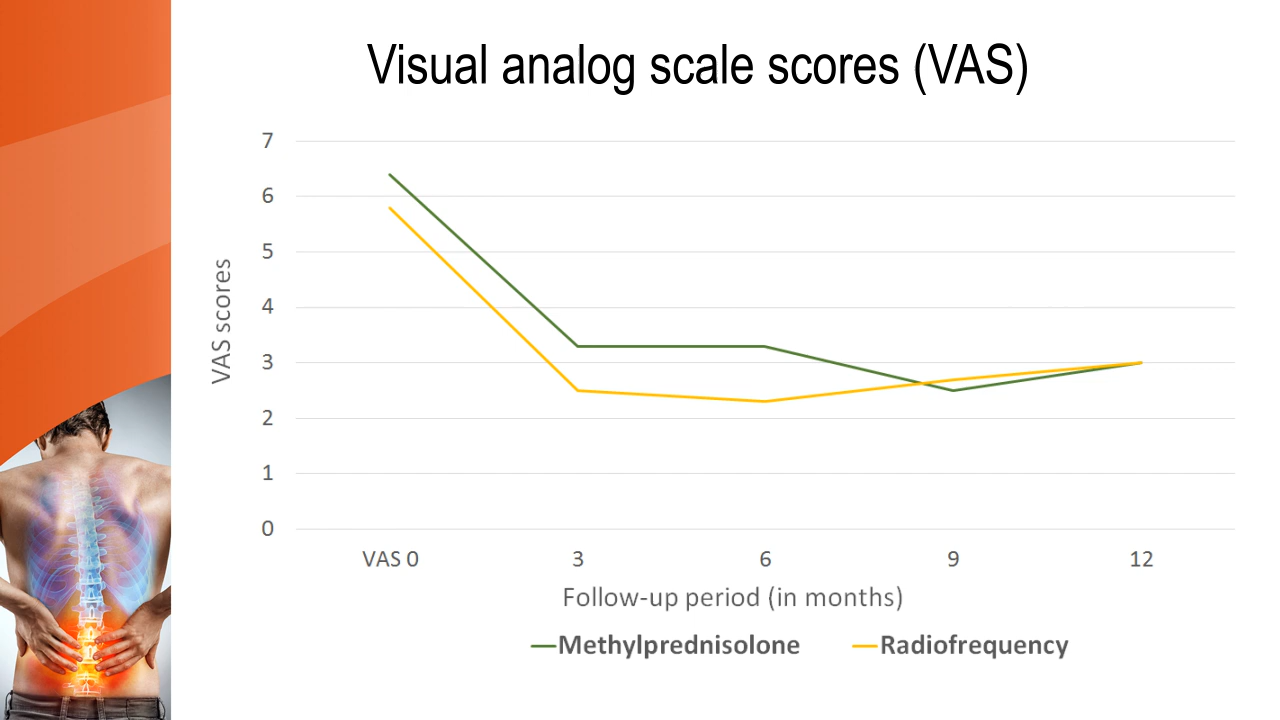 Visual analog scale scores (VAS)
7
6
5
4
3
2
1
0
VAS scores
VAS 0 3 6 9 12
Follow-up period (in months)
Methylprednisolone Radiofrequency